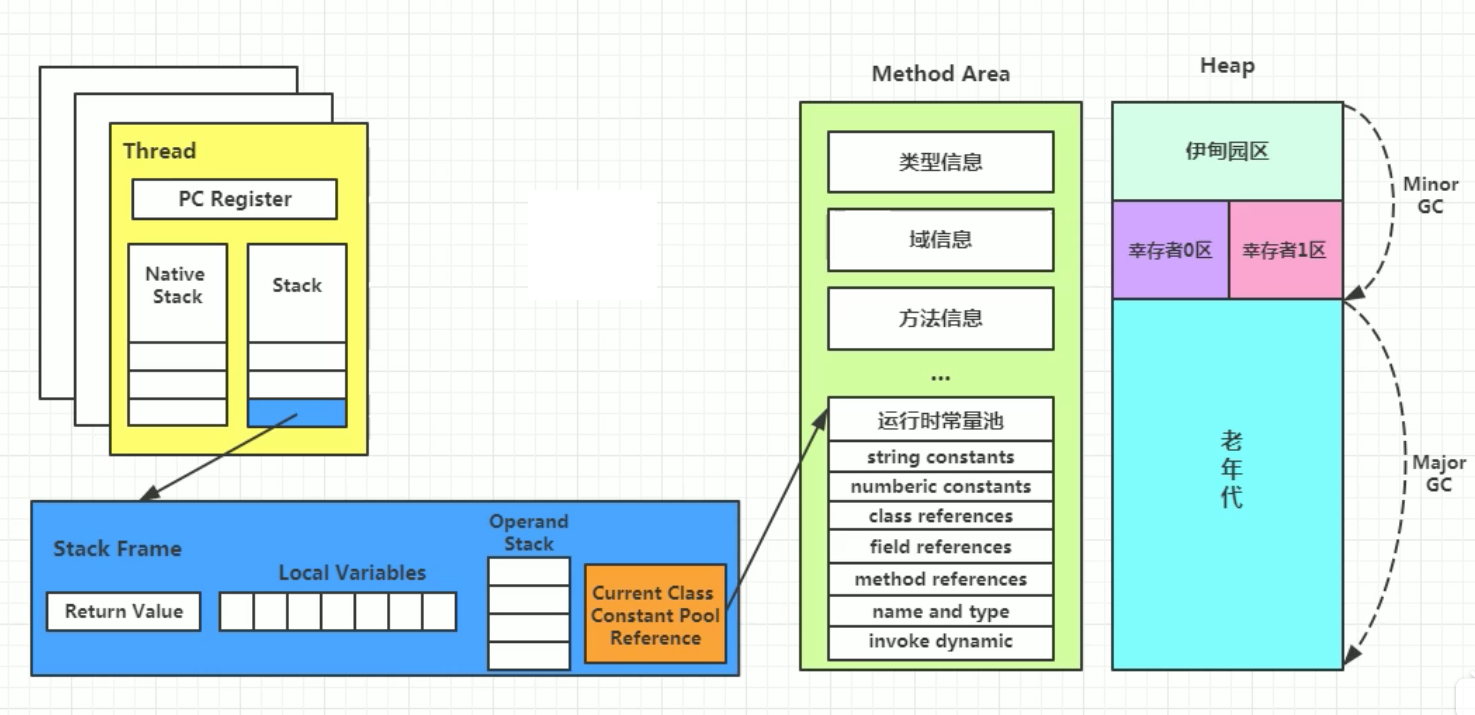 Thread
PC Register
Native
Stack
Stack
Stack Frame
Return Value
Local Variables
Operand
Stack
Current Class
Constant Pool
Reference
Method Area
类型信息
域信息
方法信息
...
运行时常量池
string constants
numberic constants
class references
field references
method references
name and type
invoke dynamic
Heap
伊甸园区
幸存者0区
幸存者1区
老
年
代
Minor
GC
Major
GC